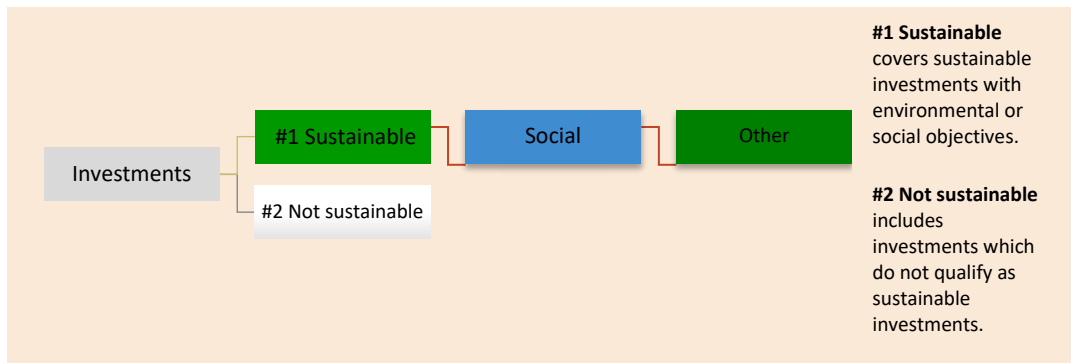 Investments
#1 Sustainable
#2 Not sustainable
Social
Other
#1 Sustainable
covers sustainable
investments with
environmental or
social objectives.
#2 Not sustainable
includes
investments which
do not qualify as
sustainable
investments.